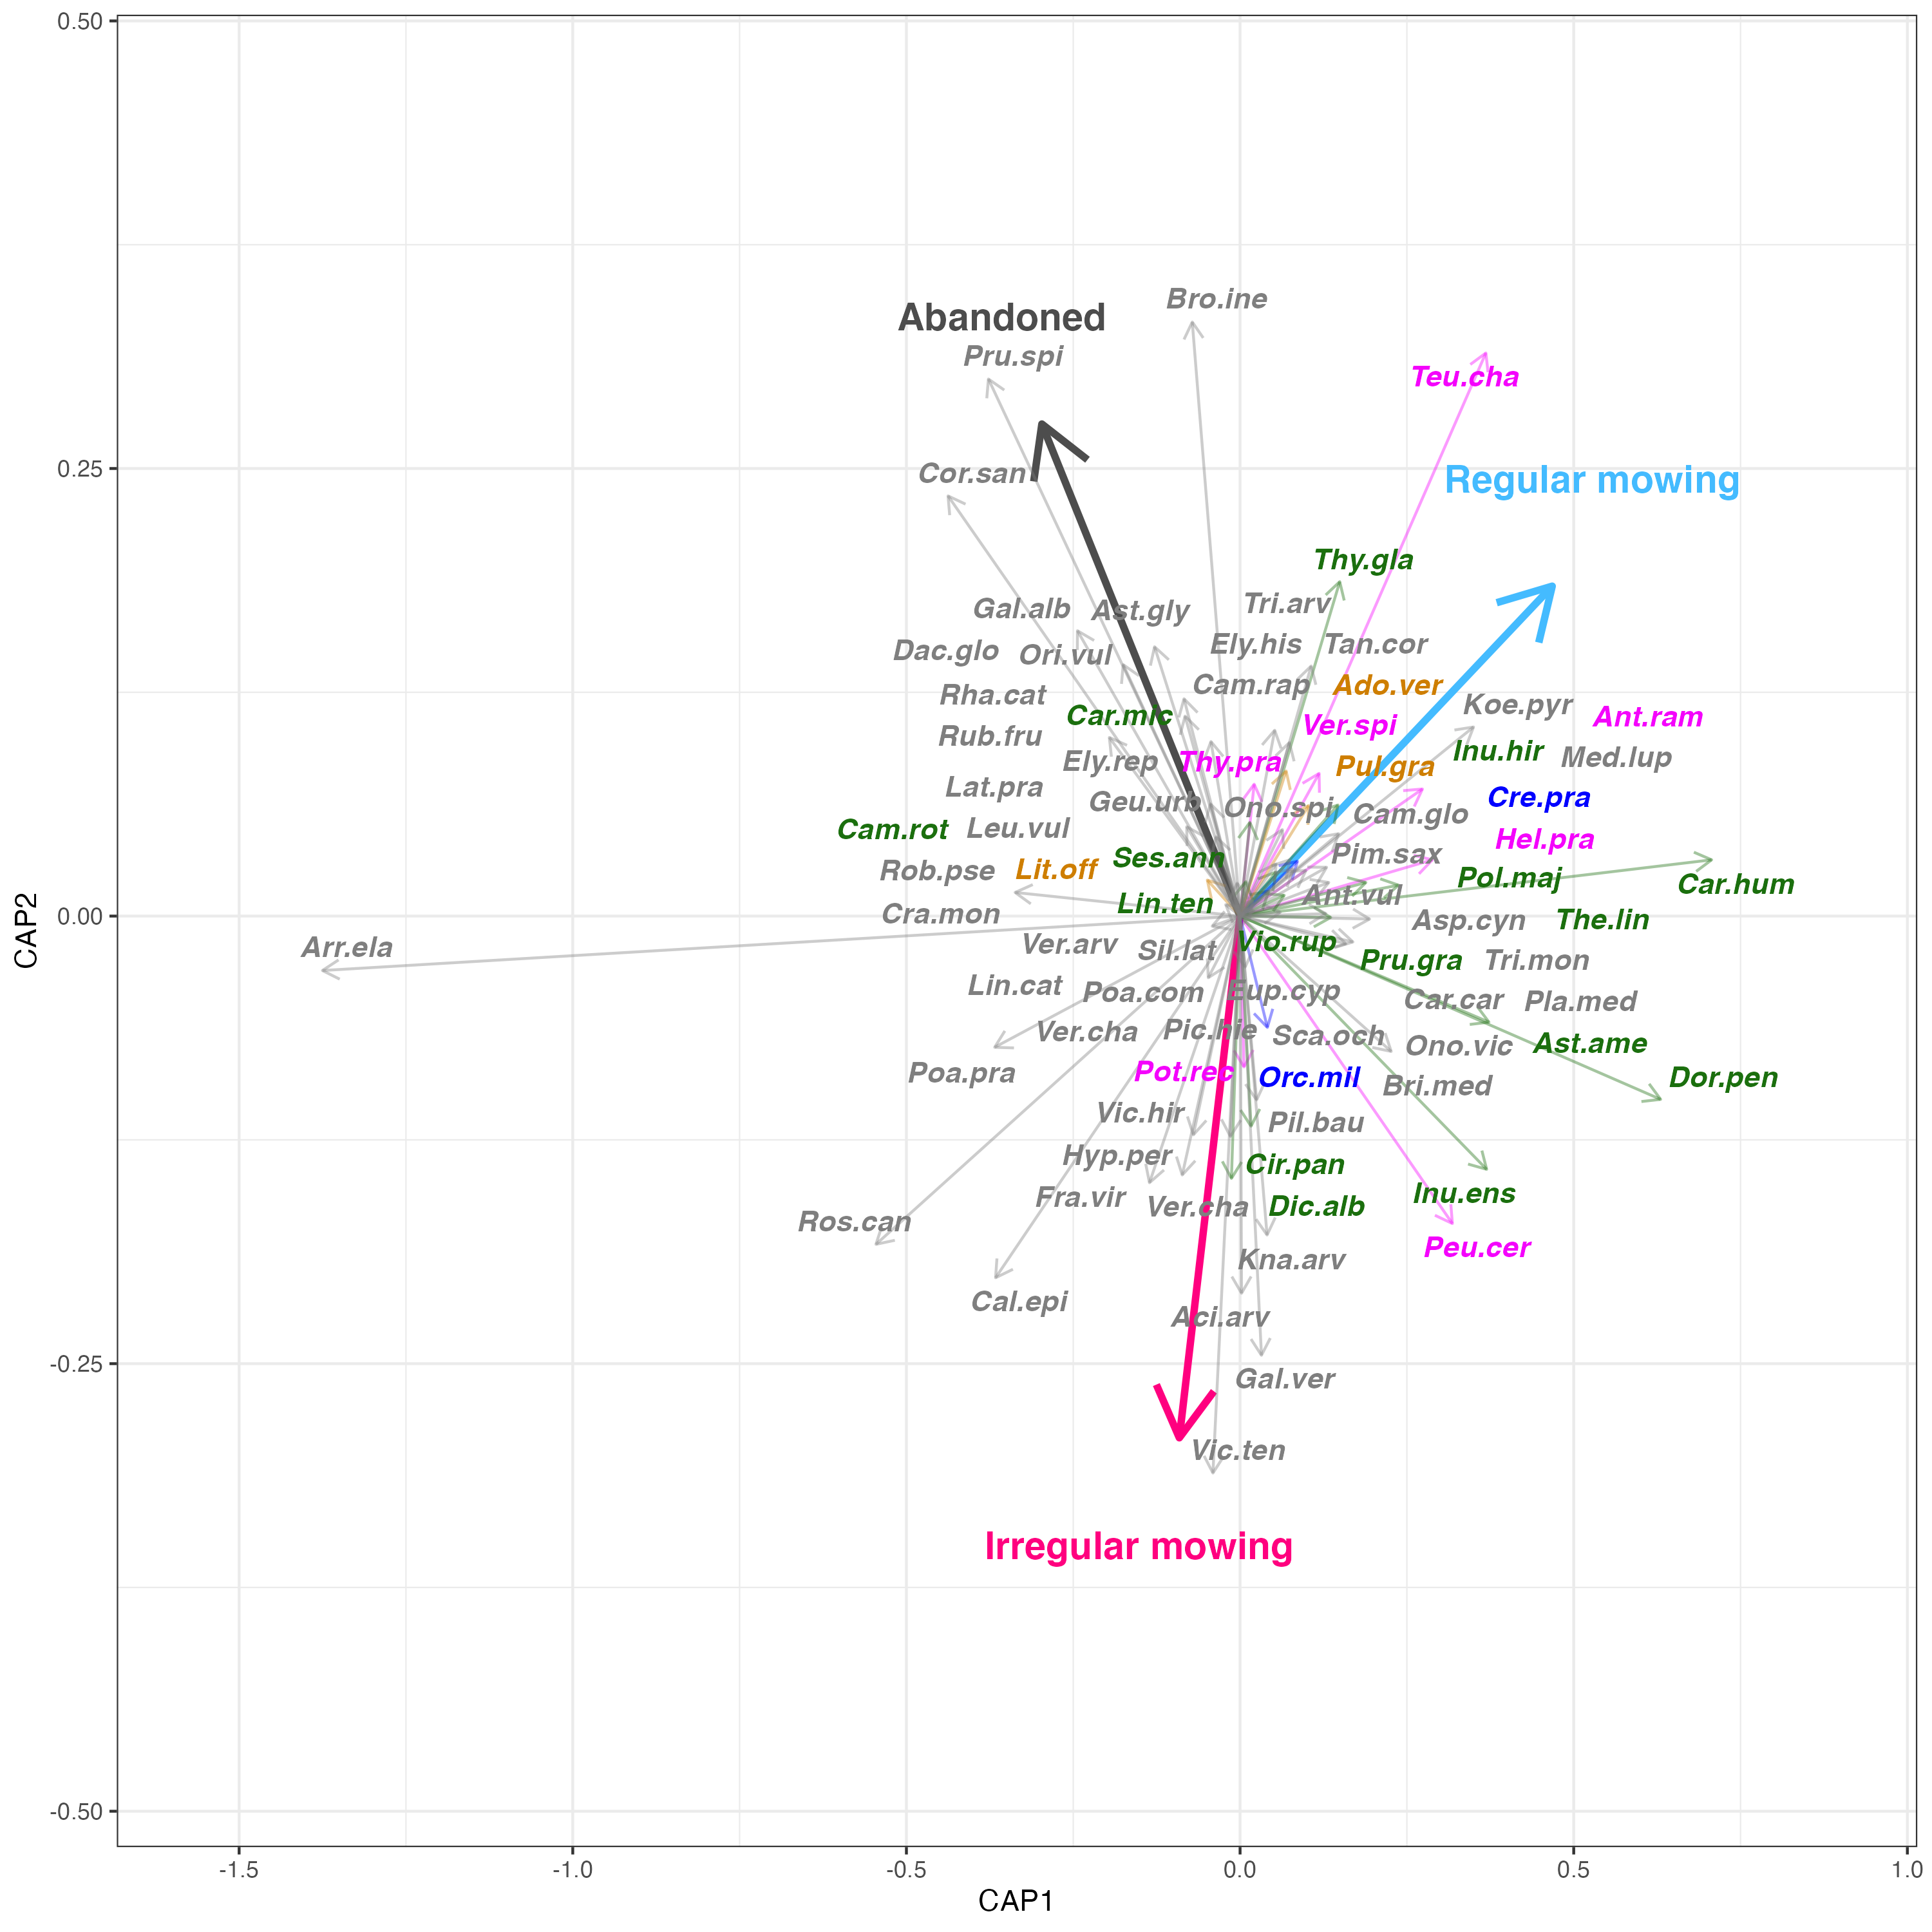 0.50
Bro.ine
Abandoned
Pru.spi
Teu.cha
0.25
Cor.san
Regular mowing
Thy.gla
Gal.alb
Ast.gly
Tri.arv
Dac.glo
Ori.vul
Ely.his
Tan.cor
Rha.cat
Cam.rap
Ado.ver
Koe.pyr
Ant.ram
Car.mic
Ver.spi
Rub.fru
Inu.hir
Med.lup
Ely.rep
Thy.pra
Pul.gra
Lat.pra
Cre.pra
Geu.urb
Ono.spi
Cam.glo
Cam.rot
Leu.vul
Hel.pra
Ses.ann
Pim.sax
Rob.pse
Lit.off
Pol.maj
Car.hum
Ant.vul
Lin.ten
0.00
Cra.mon
Asp.cyn
The.lin
CAP2
Arr.ela
Ver.arv
Sil.lat
Vio.rup
Pru.gra
Tri.mon
Lin.cat
Poa.com
Eup.cyp
Car.car
Pla.med
Ver.cha
Pic.hie
Sca.och
Ono.vic
Ast.ame
Poa.pra
Pot.rec
Orc.mil
Bri.med
Dor.pen
Vic.hir
Pil.bau
Hyp.per
Cir.pan
Fra.vir
Ver.cha
Dic.alb
Inu.ens
Ros.can
Peu.cer
Kna.arv
Cal.epi
Aci.arv
-0.25
Gal.ver
Vic.ten
Irregular mowing
-0.50
-1.5
-1.0
-0.5
0.0
0.5
1.0
CAP1